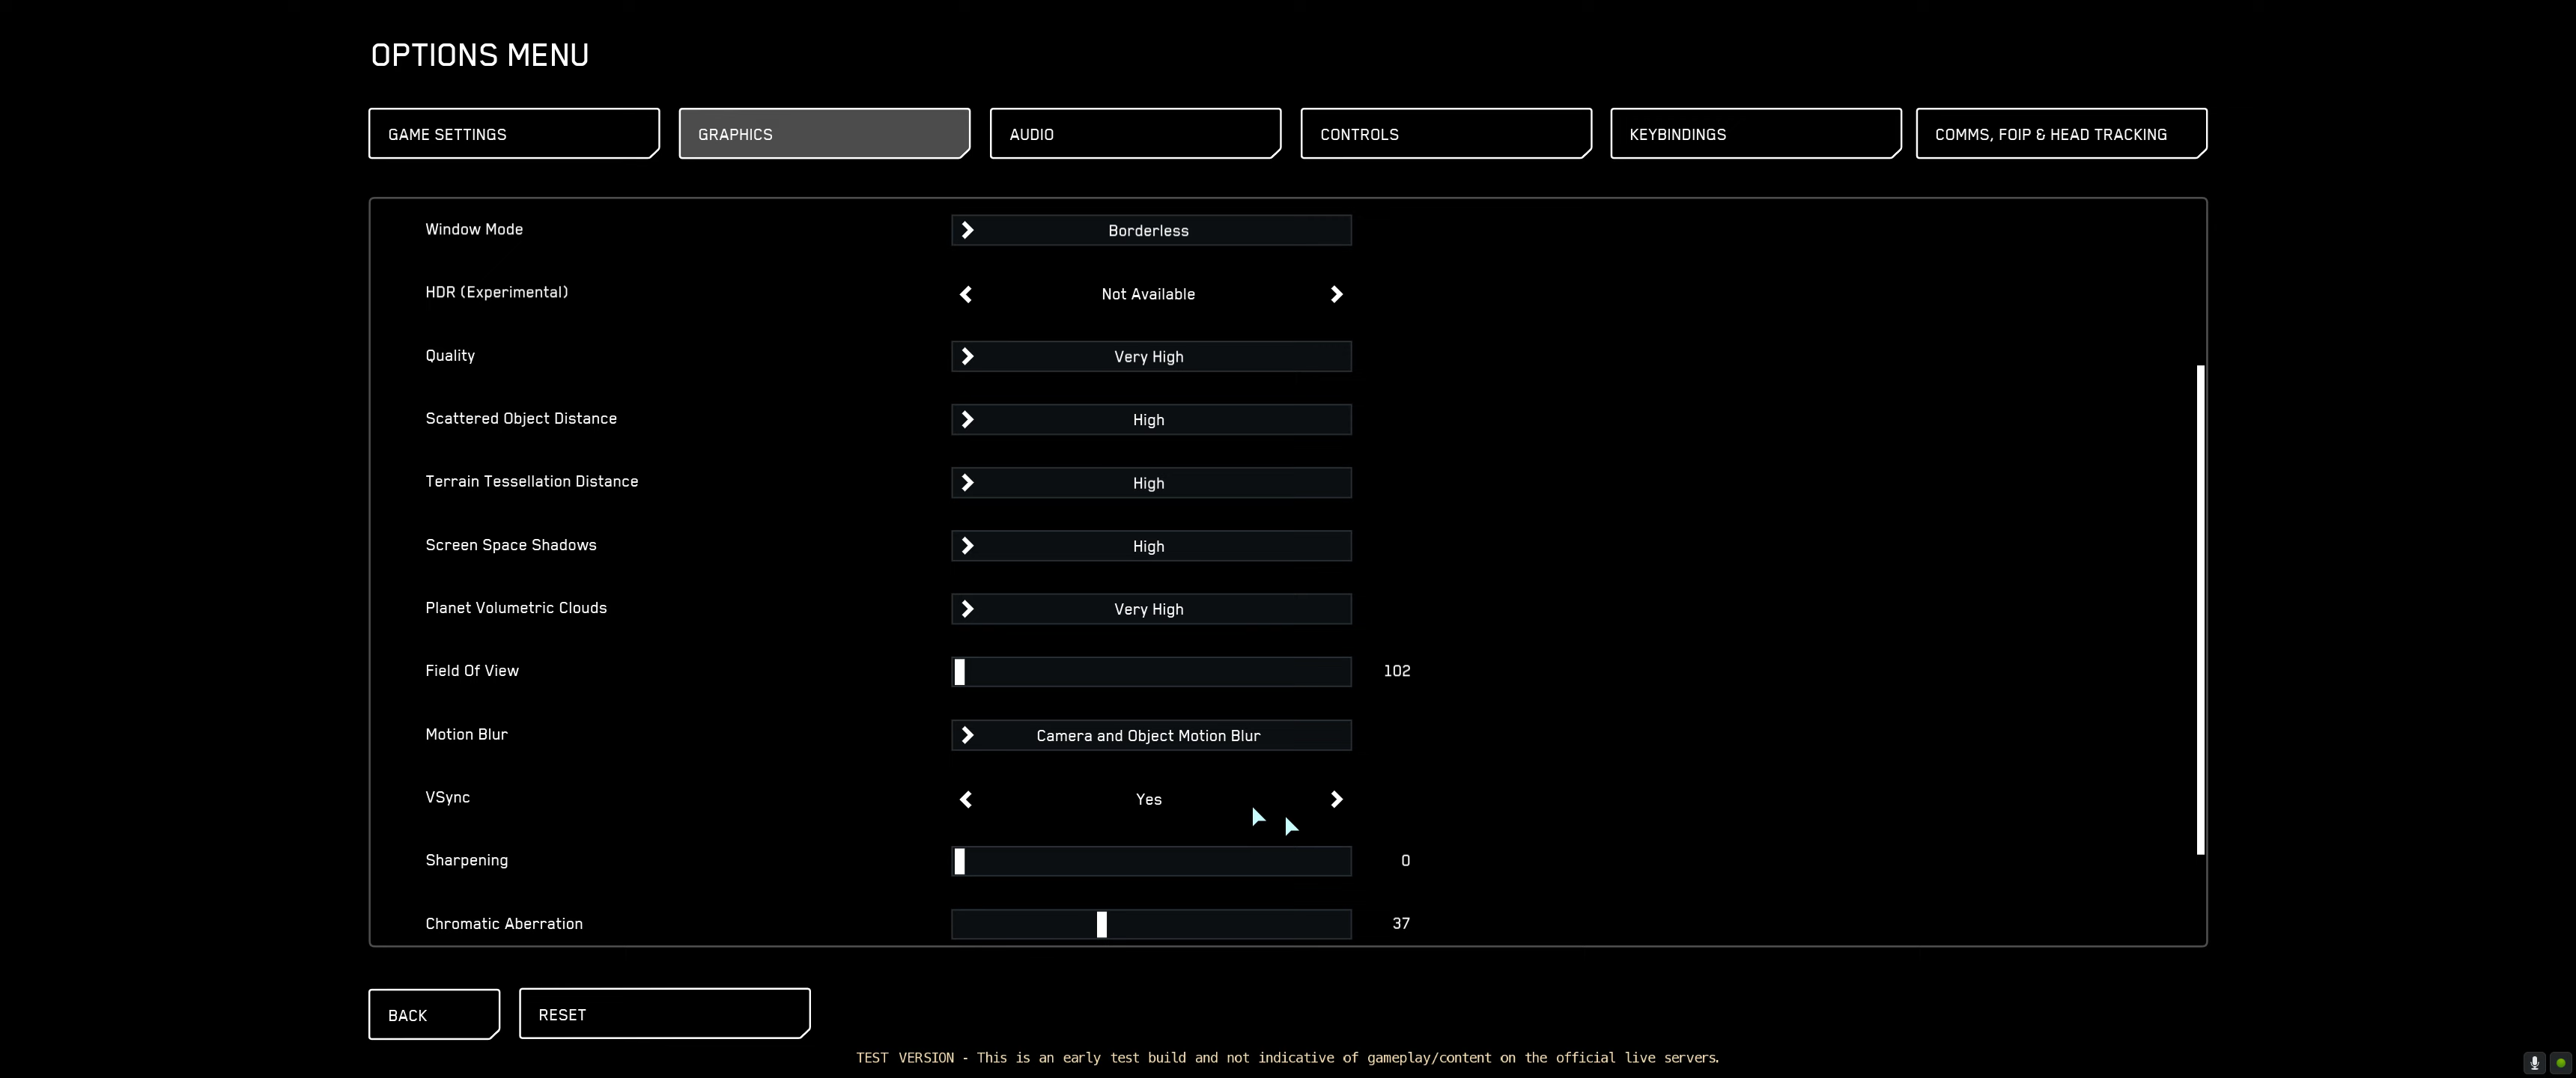 OPTIONS MENU
GAME SETTINGS
GRAPHICS
AUDIO
CONTROLS
KEYBINDINGS
COMMS, FOIP & HEAD TRACKING
Window Mode
Borderless
HDR (Experimental)
Not Available
Quality
Very High
Scattered Object Distance
High
Terrain Tessellation Distance
High
Screen Space Shadows
High
Planet Volumetric Clouds
Very High
Field Of View
102
Motion Blur
Camera and Object Motion Blur
VSync
Yes
Sharpening
0
Chromatic Aberration
37
BACK
RESET
TEST VERSION - This is an early test build and not indicative of gameplay/content on the official live servers.